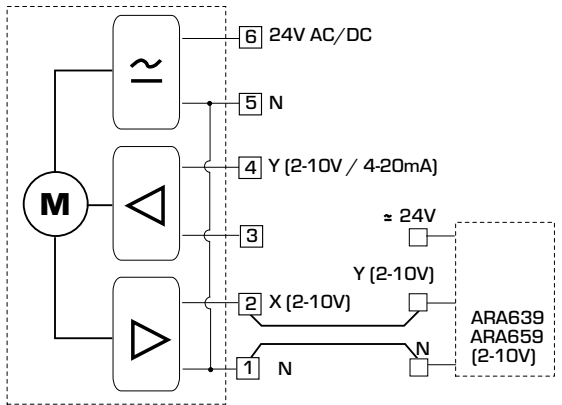 6 24V AC/DC
5 N
4 Y (2-10V / 4-20mA)
M
3
≃ 24V
Y (2-10V)
2 X (2-10V)
ARA639
ARA659
(2-10V)
N
1 N